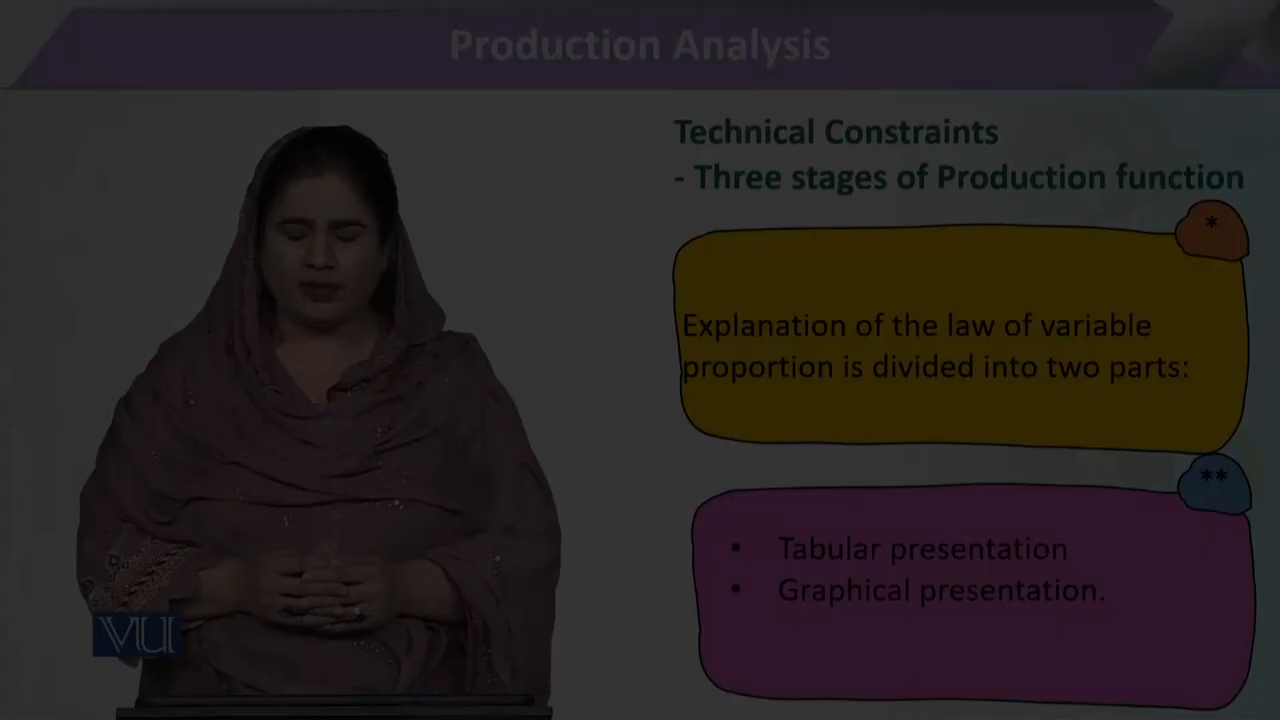 Production Analysis
Technical Constraints
- Three stages of Production function
*
Explanation of the law of variable
proportion is divided into two parts:
**
• Tabular presentation
• Graphical presentation.
VU